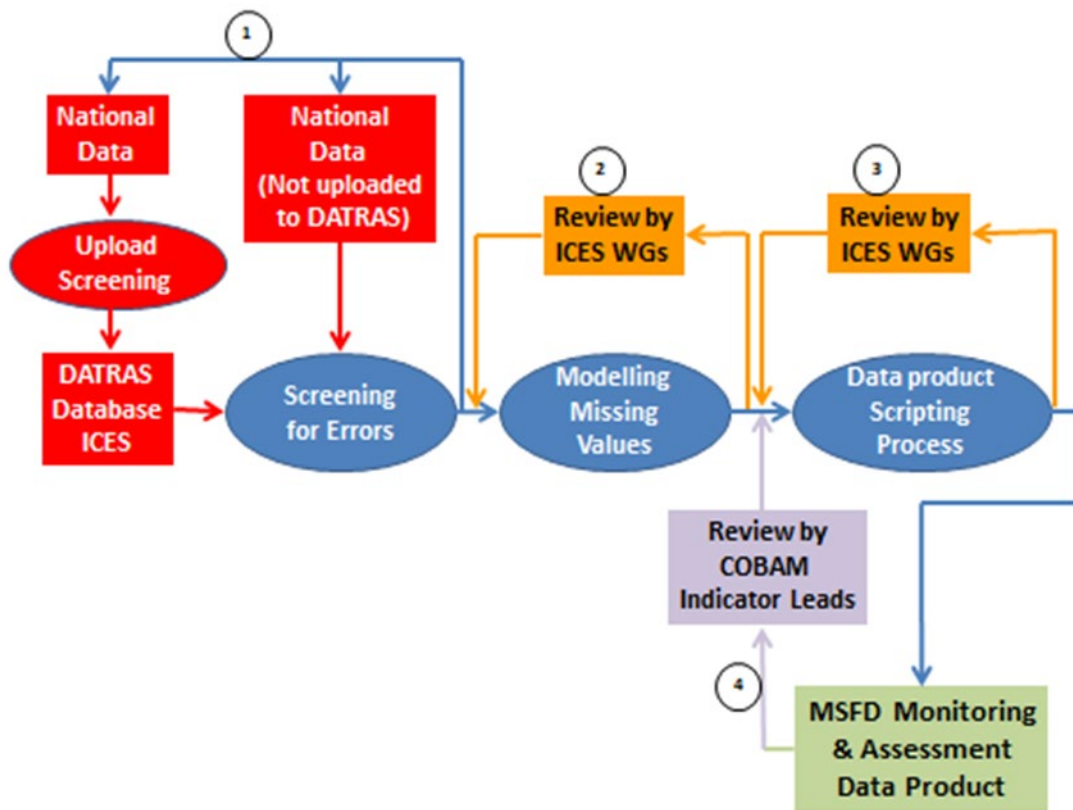 1
National
Data
National
Data
(Not uploaded
to DATRAS)
2
Review by
ICES WGs
3
Review by
ICES WGs
Upload
Screening
DATRAS
Database
ICES
Screening
for Errors
Modelling
Missing
Values
Data product
Scripting
Process
Review by
COBAM
Indicator Leads
4
MSFD Monitoring
& Assessment
Data Product